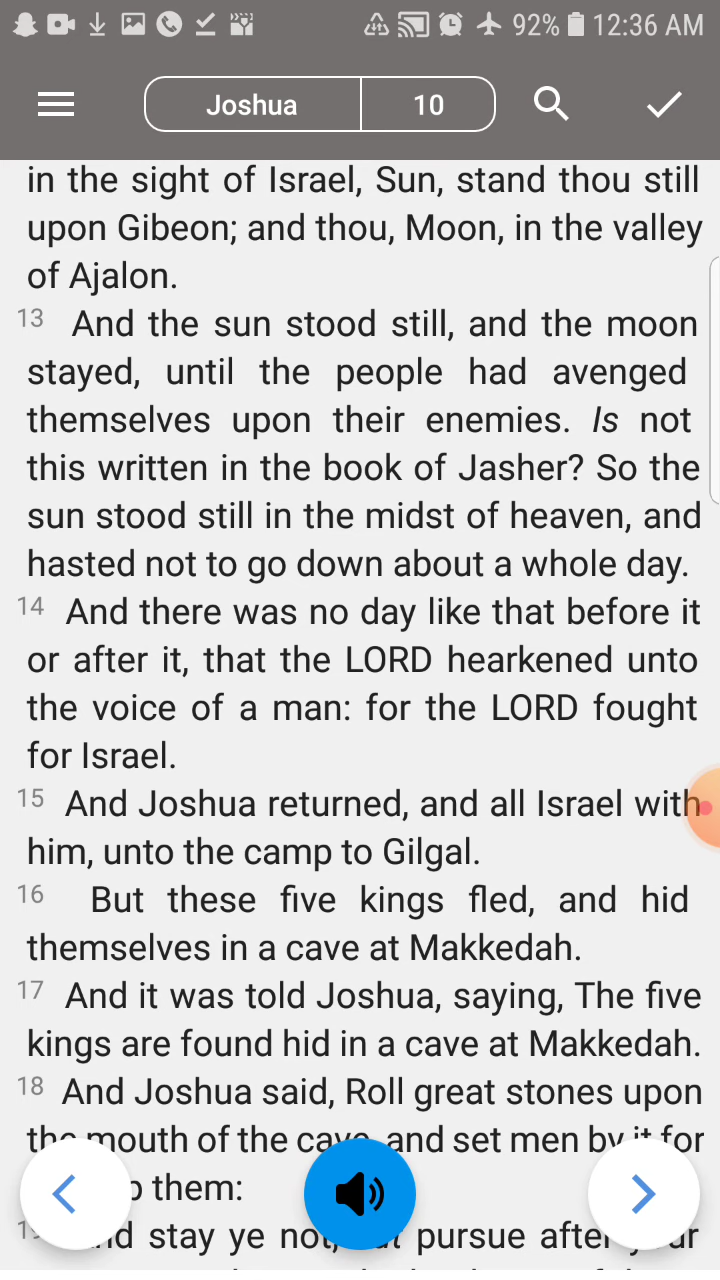 92% 12:36 AM
Joshua 10
in the sight of Israel, Sun, stand thou still
upon Gibeon; and thou, Moon, in the valley
of Ajalon.
13 And the sun stood still, and the moon
stayed, until the people had avenged
themselves upon their enemies. Is not
this written in the book of Jasher? So the
sun stood still in the midst of heaven, and
hasted not to go down about a whole day.
14 And there was no day like that before it
or after it, that the LORD hearkened unto
the voice of a man: for the LORD fought
for Israel.
15 And Joshua returned, and all Israel with
him, unto the camp to Gilgal.
16 But these five kings fled, and hid
themselves in a cave at Makkedah.
17 And it was told Joshua, saying, The five
kings are found hid in a cave at Makkedah.
18 And Joshua said, Roll great stones upon
the mouth of the cave, and set men by it for
them:
stay ye not, pursue after